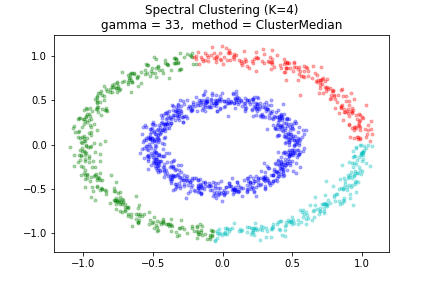 Spectral Clustering (K=4)
gamma = 33,  method = ClusterMedian
1.0
0.5
0.0
−0.5
−1.0
−1.0 −0.5 0.0 0.5 1.0